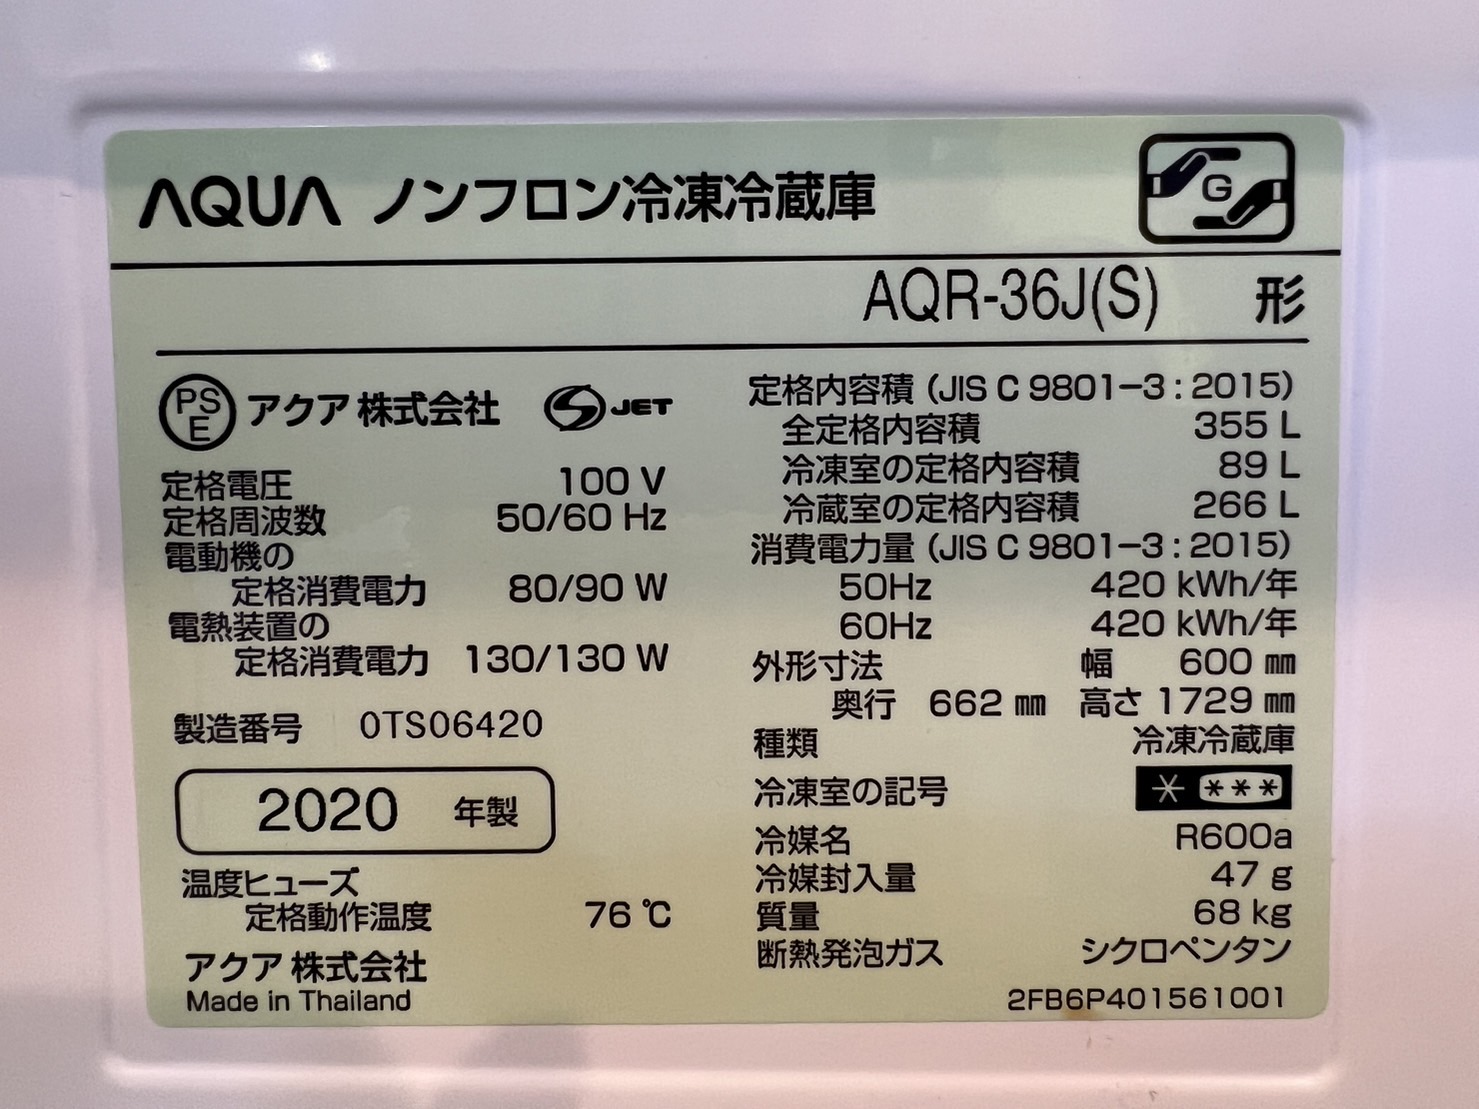 AQUA ノンフロン冷凍冷蔵庫
G
AQR-36J(S) 形
PSE アクア 株式会社 S JET
定格電圧 100 V
定格周波数 50/60 Hz
電動機の
定格消費電力 80/90 W
電熱装置の
定格消費電力 130/130 W
製造番号 0TS06420
2020 年製
温度ヒューズ
定格動作温度 76 ℃
アクア 株式会社
Made in Thailand
定格内容積 (JIS C 9801-3 : 2015)
全定格内容積 355 L
冷凍室の定格内容積 89 L
冷蔵室の定格内容積 266 L
消費電力量 (JIS C 9801-3 : 2015)
50Hz 420 kWh/年
60Hz 420 kWh/年
外形寸法 幅 600 ㎜
奥行 662 ㎜ 高さ 1729 ㎜
種類 冷凍冷蔵庫
冷凍室の記号 * ***
冷媒名 R600a
冷媒封入量 47 g
質量 68 kg
断熱発泡ガス シクロペンタン
2FB6P401561001